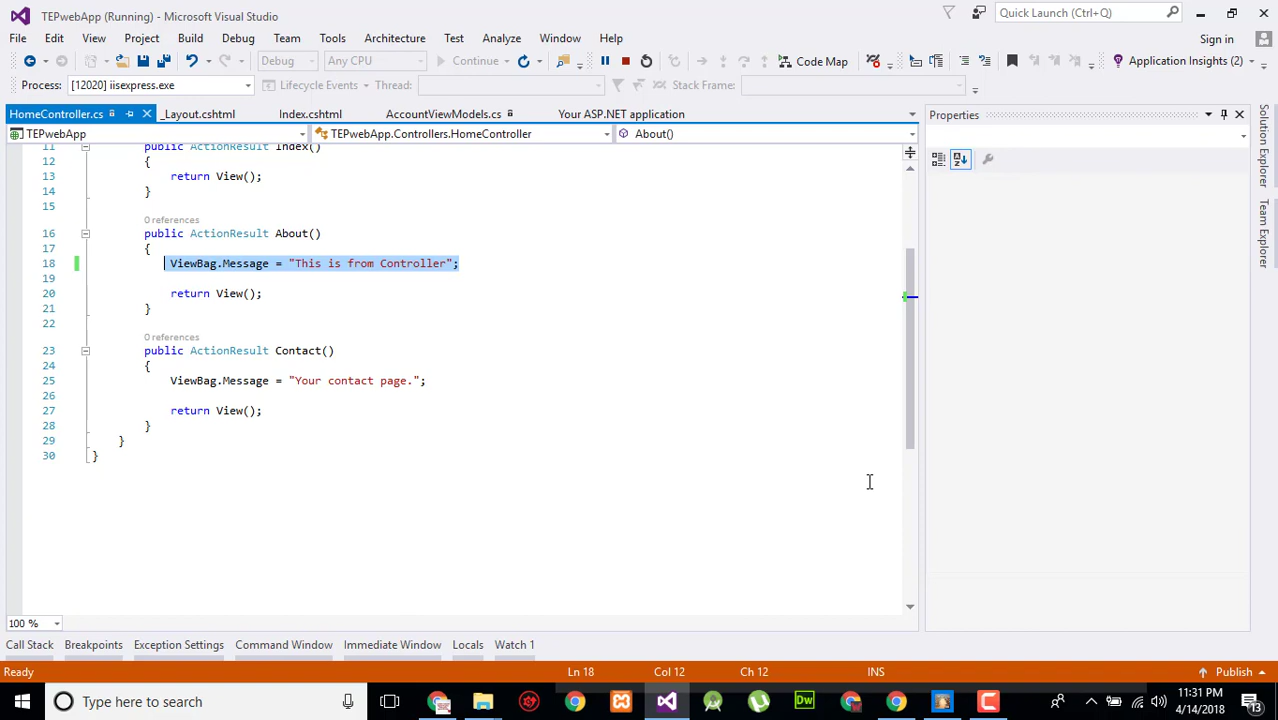 TEPwebApp (Running) - Microsoft Visual Studio
Quick Launch (Ctrl+Q)
File Edit View Project Build Debug Team Tools Architecture Test Analyze Window Help
Sign in
Debug Any CPU Continue Code Map Application Insights (2)
Process: [12020] iisexpress.exe Lifecycle Events Thread: Stack Frame:
HomeController.cs _Layout.cshtml Index.cshtml AccountViewModels.cs Your ASP.NET application
Properties
TEPwebApp TEPwebApp.Controllers.HomeController About()
11 public ActionResult Index()
12 {
13 return View();
14 }
15
0 references
16 public ActionResult About()
17 {
18 ViewBag.Message = "This is from Controller";
19
20 return View();
21 }
22
0 references
23 public ActionResult Contact()
24 {
25 ViewBag.Message = "Your contact page.";
26
27 return View();
28 }
29 }
30 }
Solution Explorer
Team Explorer
100 %
Call Stack Breakpoints Exception Settings Command Window Immediate Window Locals Watch 1
Ready Ln 18 Col 12 Ch 12 INS Publish
Type here to search
Dw
11:31 PM
4/14/2018
13